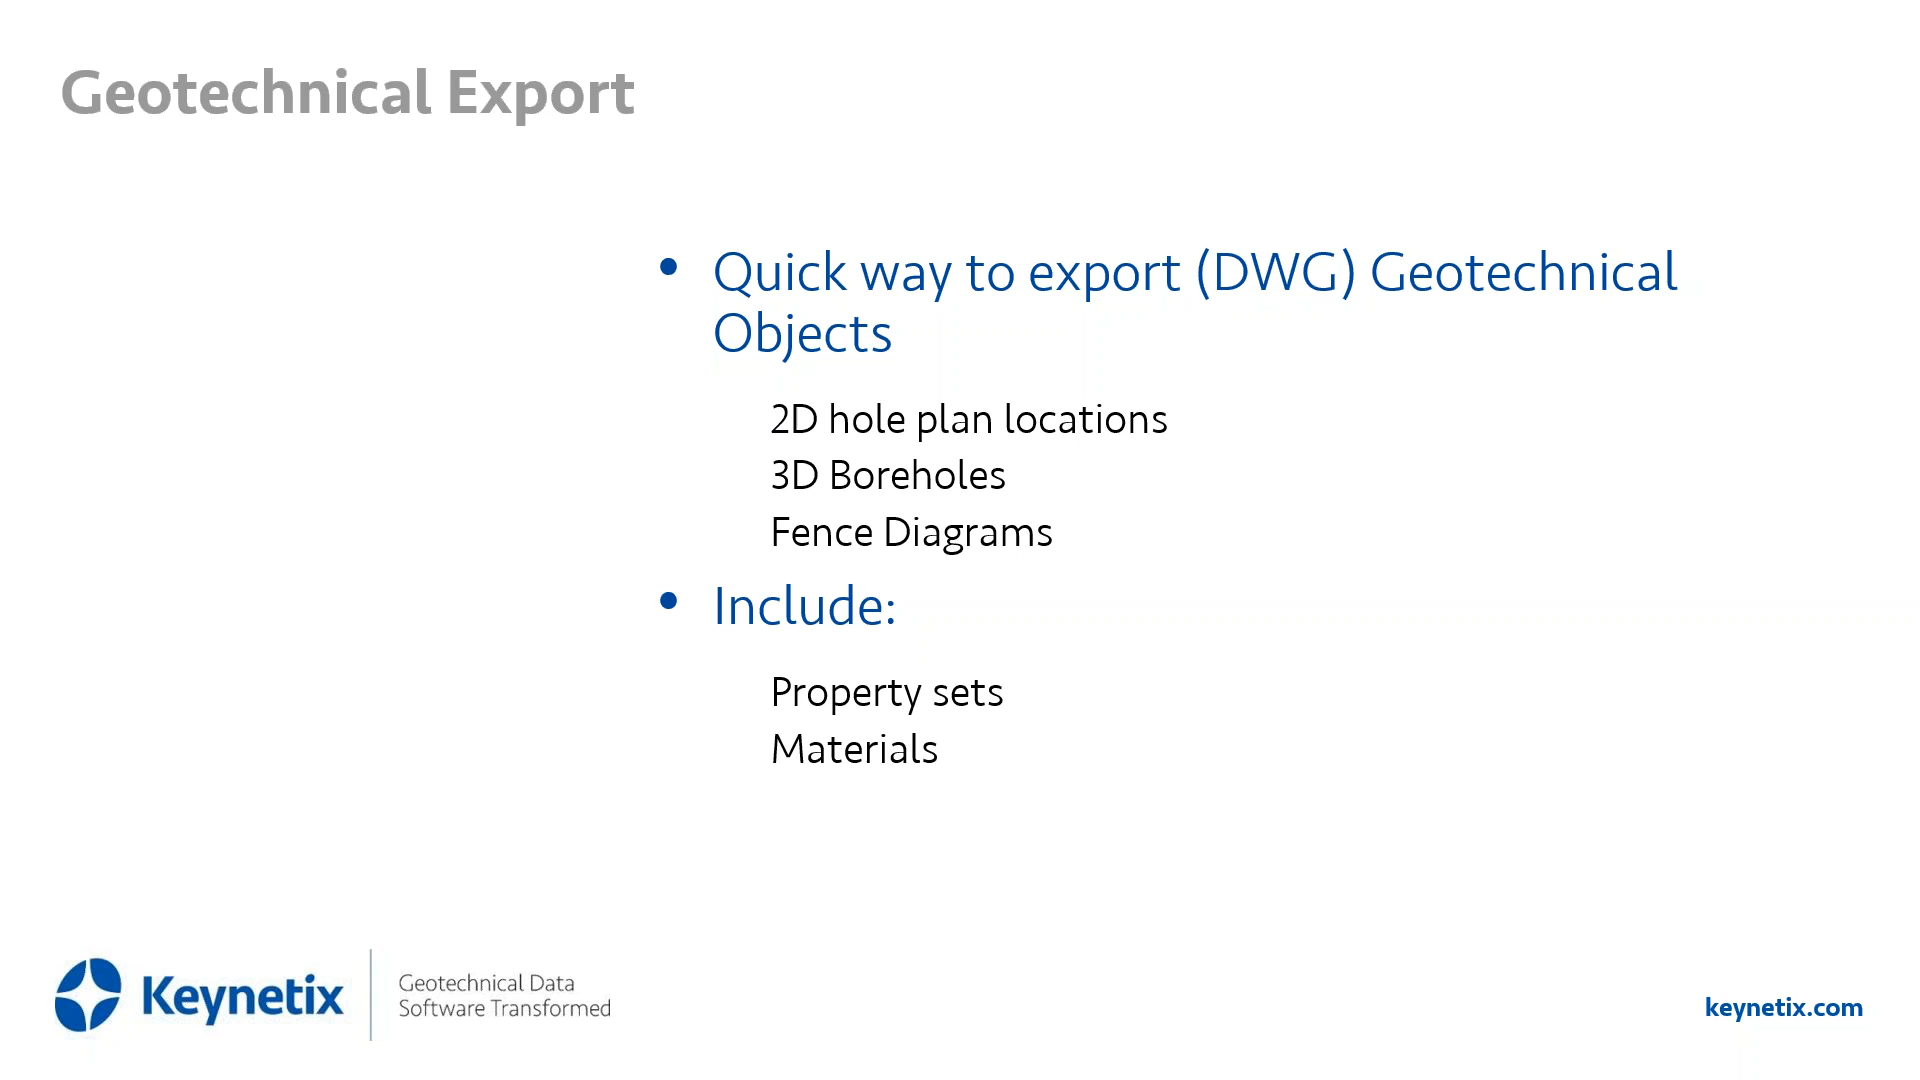 Geotechnical Export
• Quick way to export (DWG) Geotechnical
Objects
2D hole plan locations
3D Boreholes
Fence Diagrams
• Include:
Property sets
Materials
Keynetix
Geotechnical Data
Software Transformed
keynetix.com